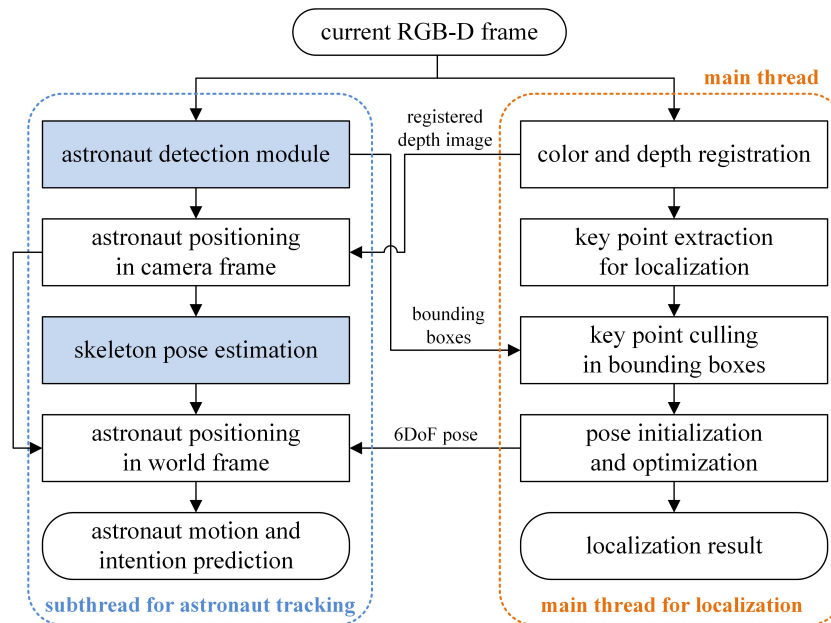 current RGB-D frame
main thread
astronaut detection module
registered
depth image
color and depth registration
astronaut positioning
in camera frame
key point extraction
for localization
skeleton pose estimation
bounding
boxes
key point culling
in bounding boxes
astronaut positioning
in world frame
6DoF pose
pose initialization
and optimization
astronaut motion and
intention prediction
localization result
subthread for astronaut tracking
main thread for localization